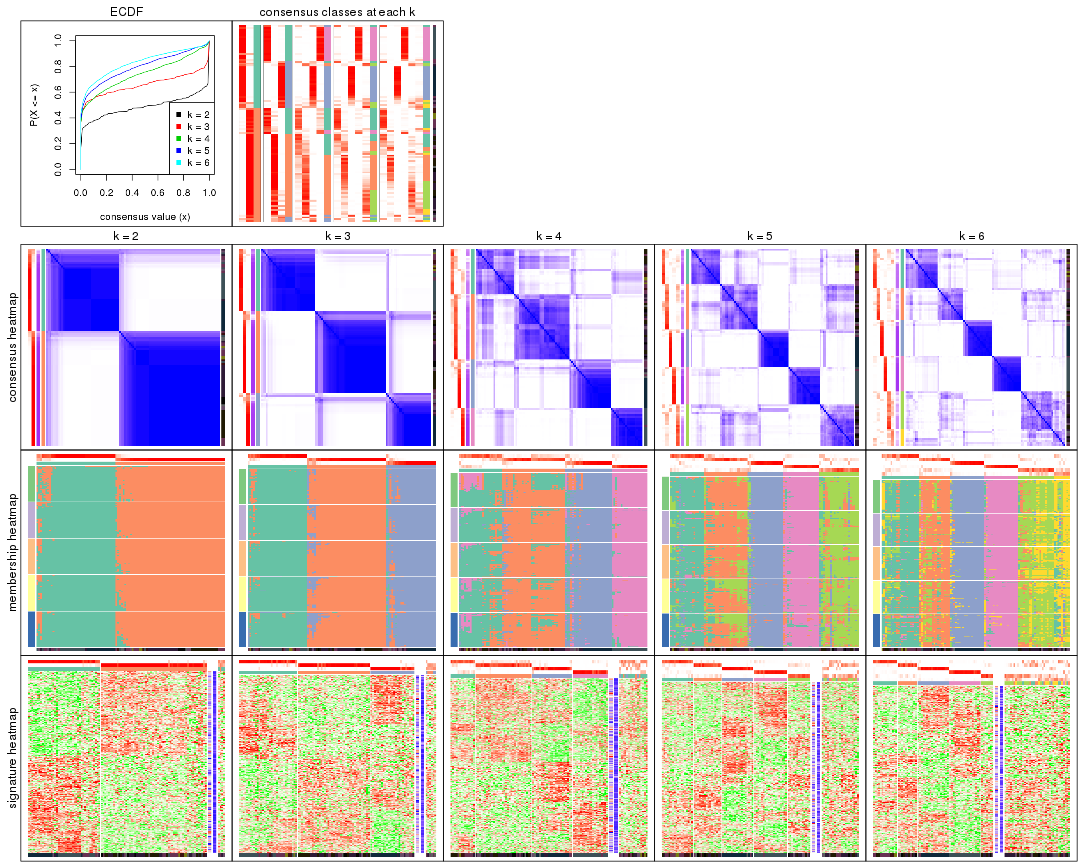 ECDF
consensus classes at each k
P(X <= x)
0.0 0.2 0.4 0.6 0.8 1.0
k = 2
k = 3
k = 4
k = 5
k = 6
0.0 0.2 0.4 0.6 0.8 1.0
consensus value (x)
k = 2 k = 3 k = 4 k = 5 k = 6
consensus heatmap
membership heatmap
signature heatmap